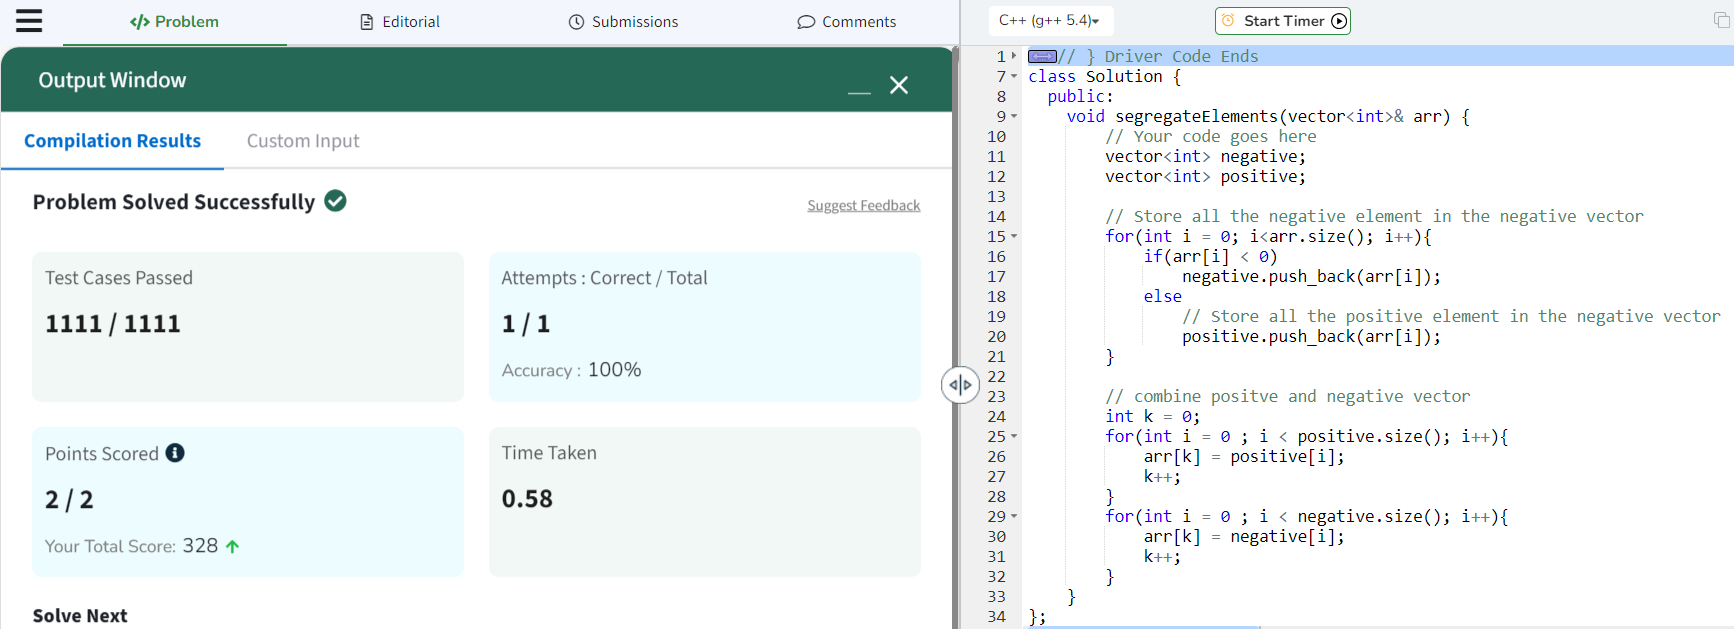 </> Problem
Editorial
Submissions
Comments
Output Window
Compilation Results
Custom Input
Problem Solved Successfully
Suggest Feedback
Test Cases Passed
1111 / 1111
Attempts : Correct / Total
1 / 1
Accuracy : 100%
Points Scored
2 / 2
Your Total Score: 328
Time Taken
0.58
Solve Next
C++ (g++ 5.4)
Start Timer
1 // } Driver Code Ends
7 class Solution {
8 public:
9 void segregateElements(vector<int>& arr) {
10 // Your code goes here
11 vector<int> negative;
12 vector<int> positive;
13
14 // Store all the negative element in the negative vector
15 for(int i = 0; i<arr.size(); i++){
16 if(arr[i] < 0)
17 negative.push_back(arr[i]);
18 else
19 // Store all the positive element in the negative vector
20 positive.push_back(arr[i]);
21 }
22
23 // combine positve and negative vector
24 int k = 0;
25 for(int i = 0 ; i < positive.size(); i++){
26 arr[k] = positive[i];
27 k++;
28 }
29 for(int i = 0 ; i < negative.size(); i++){
30 arr[k] = negative[i];
31 k++;
32 }
33 }
34 };